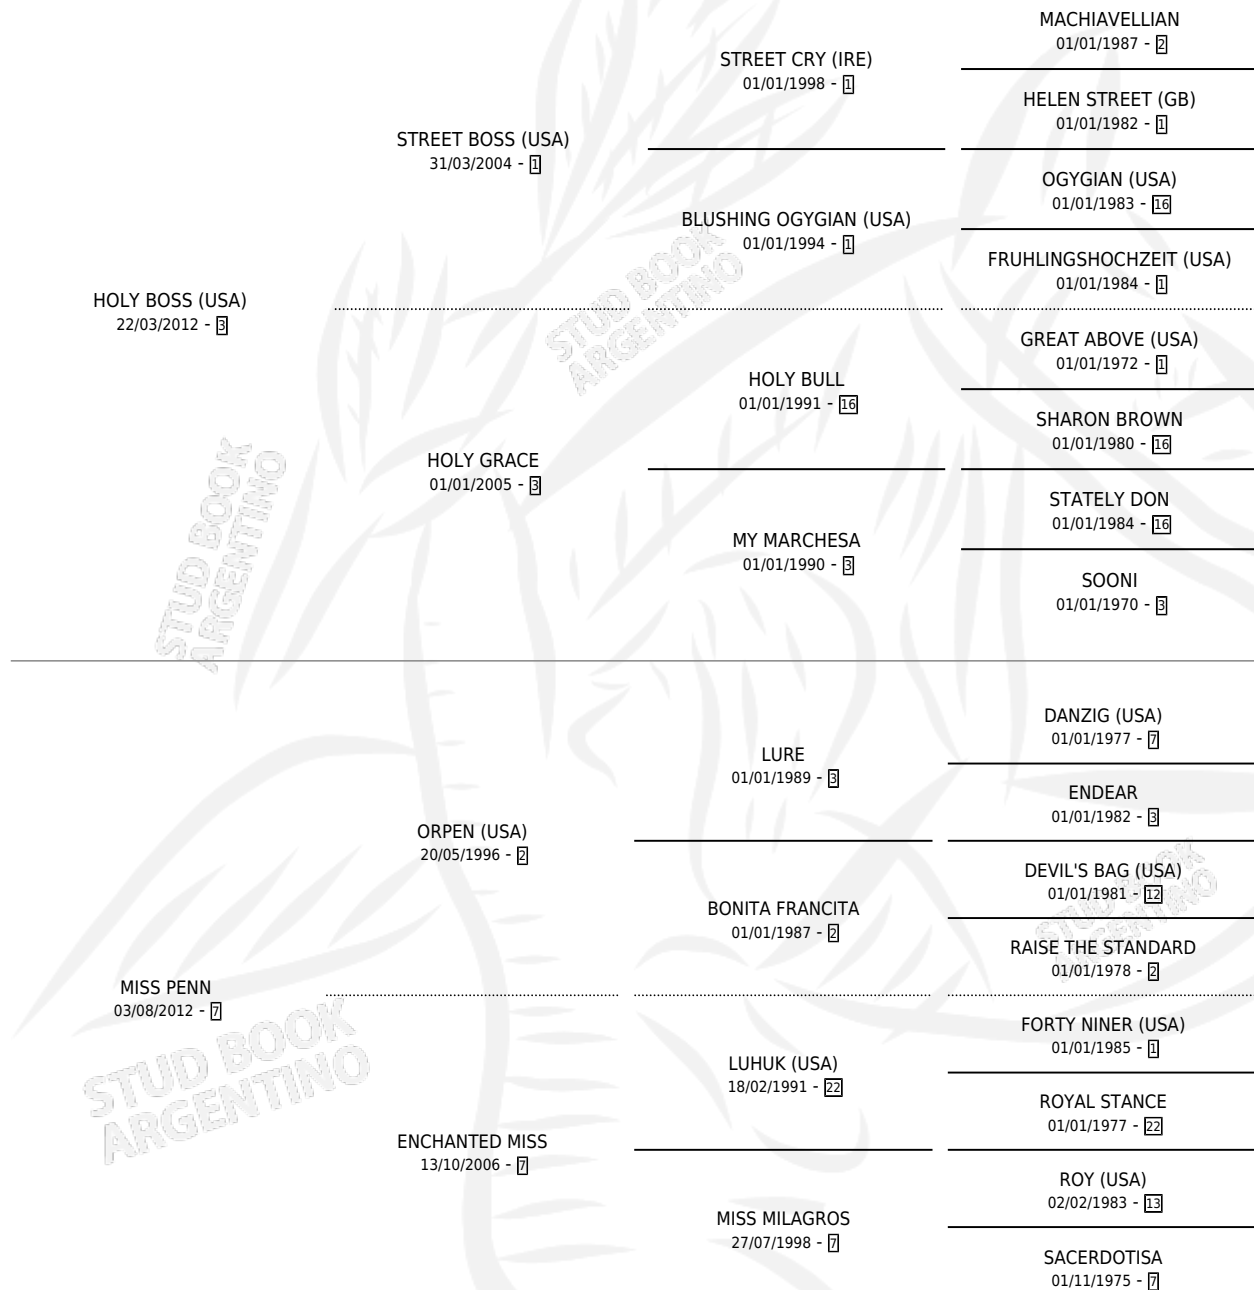 MACHIAVELLIAN
01/01/1987 - 2
STREET CRY (IRE)
01/01/1998 - 1
HELEN STREET (GB)
01/01/1982 - 1
STREET BOSS (USA)
31/03/2004 - 1
OGYGIAN (USA)
01/01/1983 - 16
BLUSHING OGYGIAN (USA)
01/01/1994 - 1
FRUHLINGSHOCHZEIT (USA)
01/01/1984 - 1
HOLY BOSS (USA)
22/03/2012 - 3
GREAT ABOVE (USA)
01/01/1972 - 1
HOLY BULL
01/01/1991 - 16
SHARON BROWN
01/01/1980 - 16
HOLY GRACE
01/01/2005 - 3
STATELY DON
01/01/1984 - 16
MY MARCHESA
01/01/1990 - 3
SOONI
01/01/1970 - 3
DANZIG (USA)
01/01/1977 - 7
LURE
01/01/1989 - 3
ENDEAR
01/01/1982 - 3
ORPEN (USA)
20/05/1996 - 2
DEVIL'S BAG (USA)
01/01/1981 - 12
BONITA FRANCITA
01/01/1987 - 2
RAISE THE STANDARD
01/01/1978 - 2
MISS PENN
03/08/2012 - 7
FORTY NINER (USA)
01/01/1985 - 1
LUHUK (USA)
18/02/1991 - 22
ROYAL STANCE
01/01/1977 - 22
ENCHANTED MISS
13/10/2006 - 7
ROY (USA)
02/02/1983 - 13
MISS MILAGROS
27/07/1998 - 7
SACERDOTISA
01/11/1975 - 7
STUD BOOK
ARGENTINO
STUD BOOK
ARGENTINO
STUD BOOK
ARGENTINO
STUD BOOK
ARGENTINO